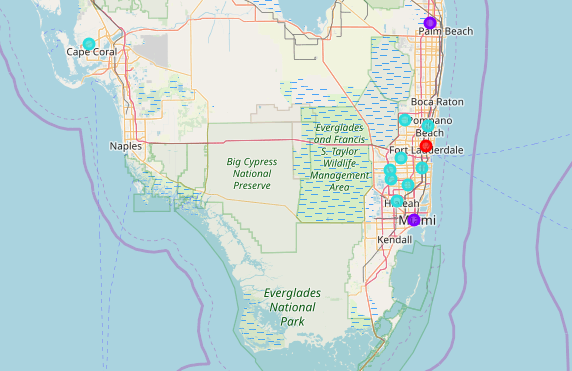 Palm Beach
Cape Coral
Boca Raton
Pompano
Beach
Naples
Fort Lauderdale
Everglades
and Francis
S. Taylor
Wildlife
Management
Area
Big Cypress
National
Preserve
Miami
Kendall
Everglades
National
Park